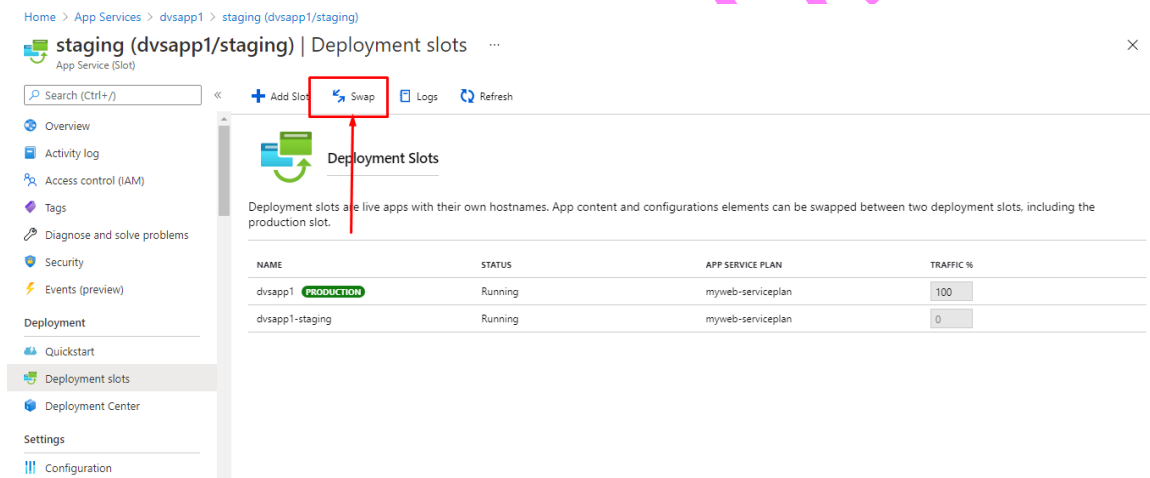 Home > App Services > dvsapp1 > staging (dvsapp1/staging)
staging (dvsapp1/staging) | Deployment slots ...
App Service (Slot)
Search (Ctrl+/)
Add Slot
Swap
Logs
Refresh
Overview
Activity log
Access control (IAM)
Tags
Diagnose and solve problems
Security
Events (preview)
Deployment
Quickstart
Deployment slots
Deployment Center
Settings
Configuration
Deployment Slots
Deployment slots are live apps with their own hostnames. App content and configurations elements can be swapped between two deployment slots, including the
production slot.
NAME STATUS APP SERVICE PLAN TRAFFIC %
dvsapp1 PRODUCTION Running myweb-serviceplan 100
dvsapp1-staging Running myweb-serviceplan 0